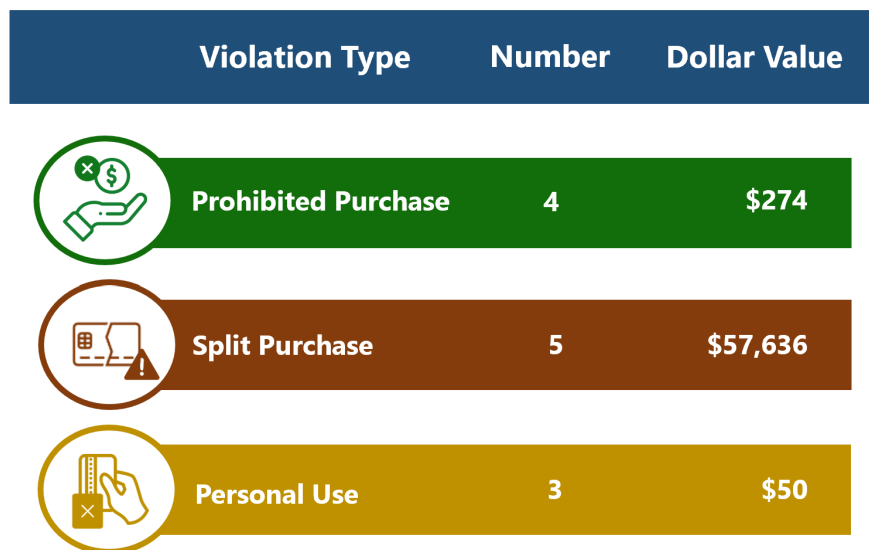 Violation Type Number Dollar Value
Prohibited Purchase 4 $274
Split Purchase 5 $57,636
Personal Use 3 $50